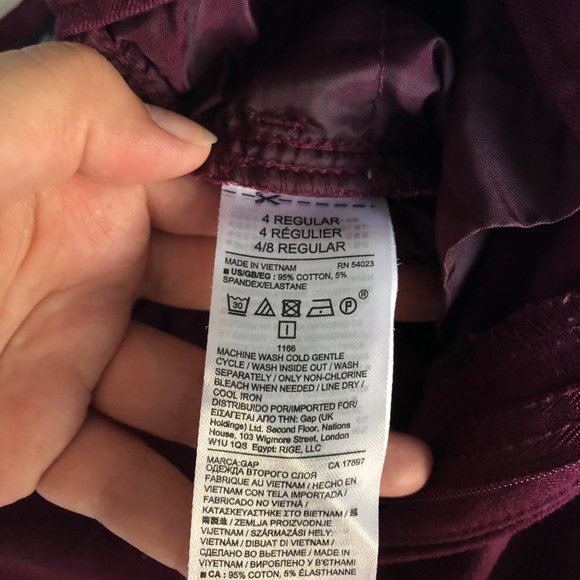 4 REGULAR
4 RÉGULIER
4/8 REGULAR
MADE IN VIETNAM RN 54023
■ US/GB/EG : 95% COTTON, 5%
SPANDEX/ELASTANE
30 P ®
I
1166
MACHINE WASH COLD GENTLE
CYCLE / WASH INSIDE OUT / WASH
SEPARATELY / ONLY NON-CHLORINE
BLEACH WHEN NEEDED / LINE DRY /
COOL IRON
DISTRIBUIDO POR/IMPORTED FOR/
ΕΙΣΑΓΕΤΑΙ ΑΠΟ ΤΗΝ: Gap (UK
Holdings) Ltd. Second Floor, Nations
House, 103 Wigmore Street, London
W1U 1QS Egypt: RIGE, LLC
MARCA:GAP CA 17897
ОДЕЖДА ВТОРОГО СЛОЯ
FABRIQUE AU VIETNAM / HECHO EN
VIETNAM CON TELA IMPORTADA /
FABRICADO NO VIETNÃ /
ΚΑΤΑΣΚΕΥΑΣΤΗΚΕ ΣΤΟ ΒΙΕΤΝΑΜ / 越
南製造 / ZEMLJA PROIZVODNJE
VIJETNAM / SZÁRMAZÁSI HELY:
VIETNAM / DIBUAT DI VIETNAM /
СДЕЛАНО ВО ВЬЕТНАМЕ / MADE IN
VIETNAM / ВИРОБЛЕНО У В'ЄТНАМІ
■ CA : 95% COTON, 5% ÉLASTHANNE